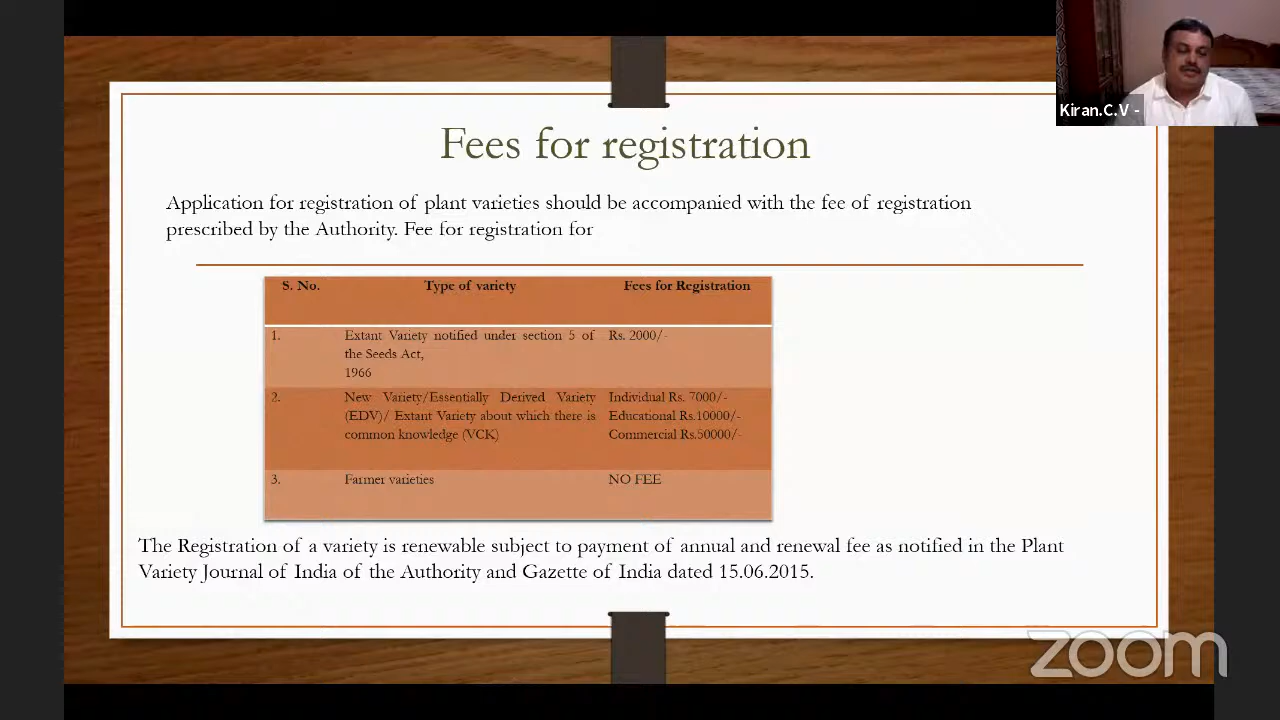 Kiran.C.V -
Fees for registration
Application for registration of plant varieties should be accompanied with the fee of registration
prescribed by the Authority. Fee for registration for
S. No. Type of variety Fees for Registration
1. Extant Variety notified under section 5 of Rs. 2000/-
the Seeds Act,
1966
2. New Variety/Essentially Derived Variety Individual Rs. 7000/-
(EDV)/ Extant Variety about which there is Educational Rs.10000/-
common knowledge (VCK) Commercial Rs.50000/-
3. Farmer varieties NO FEE
The Registration of a variety is renewable subject to payment of annual and renewal fee as notified in the Plant
Variety Journal of India of the Authority and Gazette of India dated 15.06.2015.
zoom